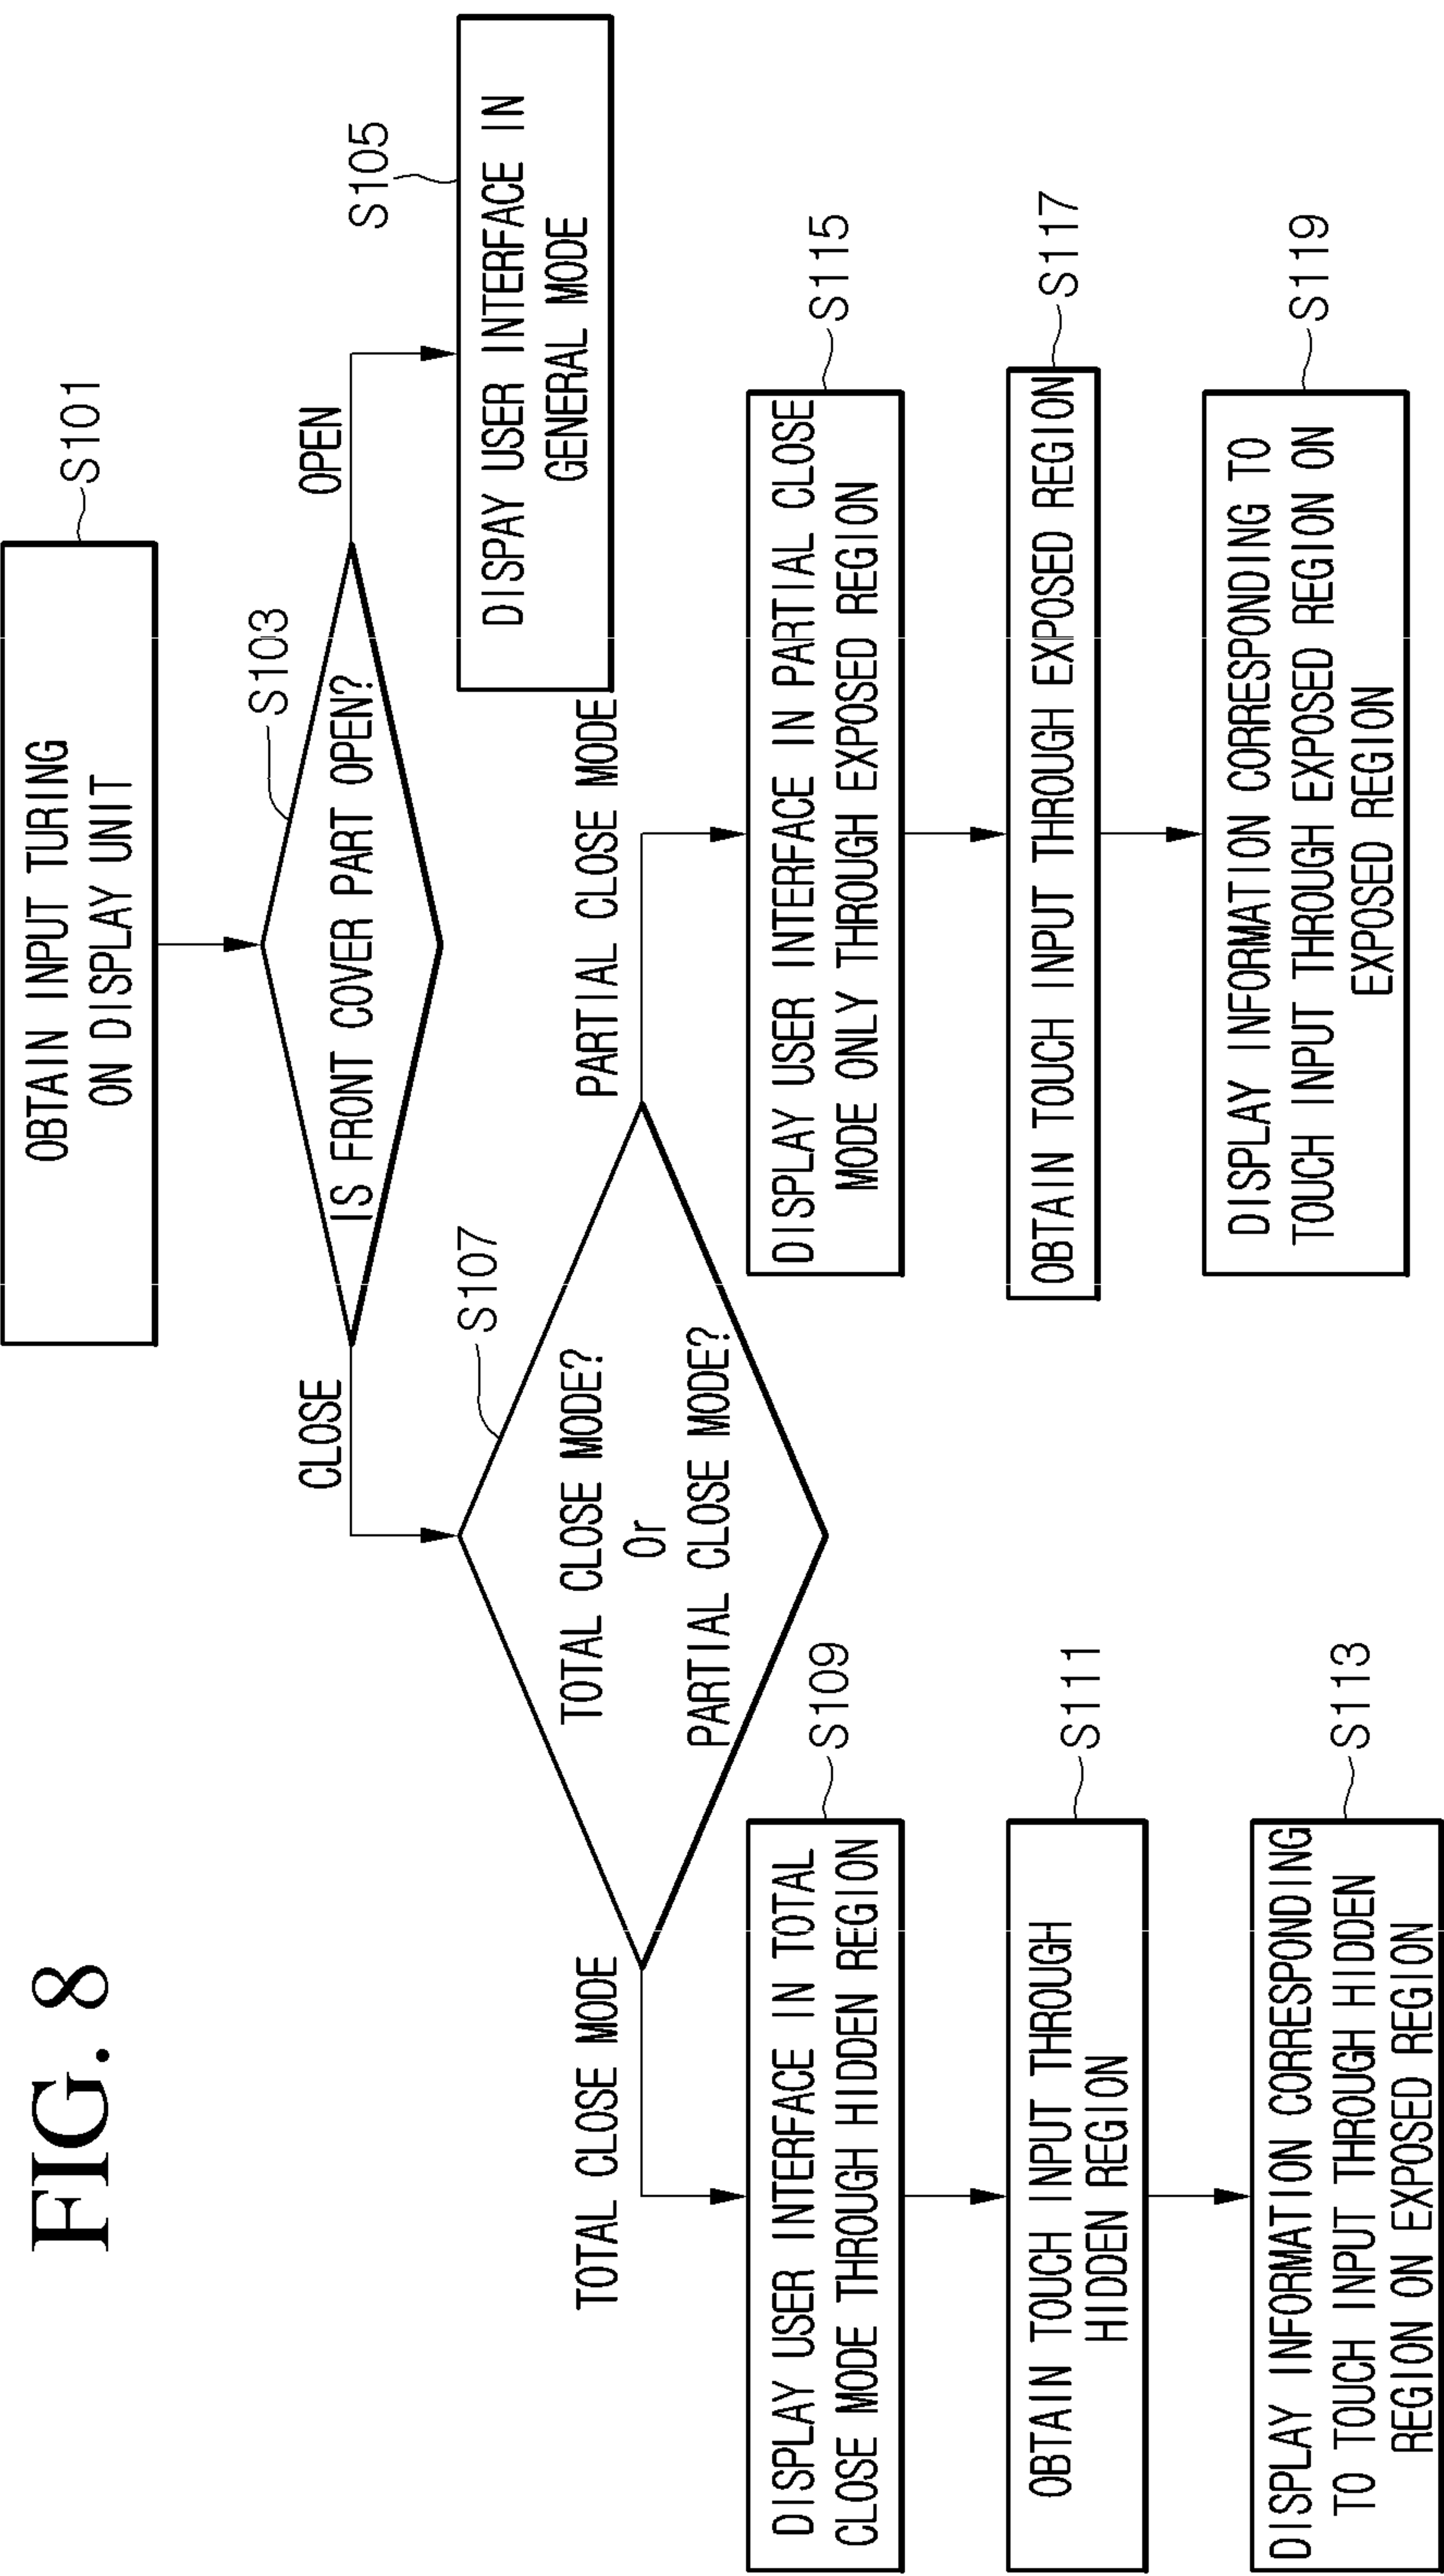 FIG. 8
OBTAIN INPUT TURING
ON DISPLAY UNIT
S101
IS FRONT COVER PART OPEN?
S103
CLOSE
OPEN
DISPAY USER INTERFACE IN
GENERAL MODE
S105
TOTAL CLOSE MODE?
Or
PARTIAL CLOSE MODE?
S107
TOTAL CLOSE MODE
PARTIAL CLOSE MODE
DISPLAY USER INTERFACE IN TOTAL
CLOSE MODE THROUGH HIDDEN REGION
S109
OBTAIN TOUCH INPUT THROUGH
HIDDEN REGION
S111
DISPLAY INFORMATION CORRESPONDING
TO TOUCH INPUT THROUGH HIDDEN
REGION ON EXPOSED REGION
S113
DISPLAY USER INTERFACE IN PARTIAL CLOSE
MODE ONLY THROUGH EXPOSED REGION
S115
OBTAIN TOUCH INPUT THROUGH EXPOSED REGION
S117
DISPLAY INFORMATION CORRESPONDING TO
TOUCH INPUT THROUGH EXPOSED REGION ON
EXPOSED REGION
S119